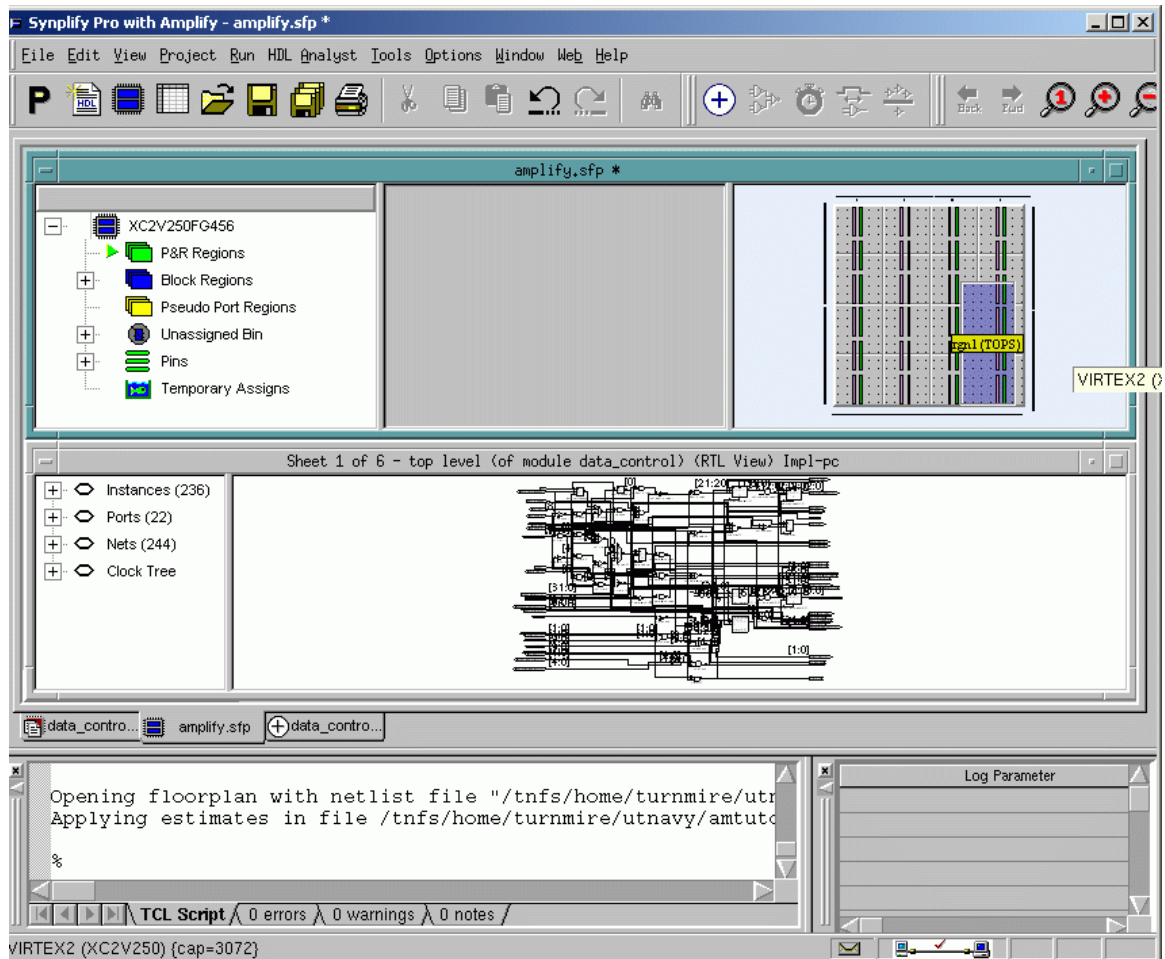 Synplify Pro with Amplify - amplify.sfp *
File Edit View Project Run HDL Analyst Tools Options Window Web Help
P HDL Back Fwd 1
amplify.sfp *
XC2V250FG456
P&R Regions
Block Regions
Pseudo Port Regions
Unassigned Bin
Pins
Temporary Assigns
rgn1 (TOPS)
VIRTEX2 (X
Sheet 1 of 6 - top level (of module data_control) (RTL View) Impl-pc
Instances (236)
Ports (22)
Nets (244)
Clock Tree
[0]
[31:0]
[1:0]
[4:0]
[1:0]
data_contro... amplify.sfp data_contro...
Opening floorplan with netlist file "/tnfs/home/turnmire/utn
Applying estimates in file /tnfs/home/turnmire/utnavy/amtuto
%
TCL Script 0 errors 0 warnings 0 notes
Log Parameter
VIRTEX2 (XC2V250) {cap=3072}